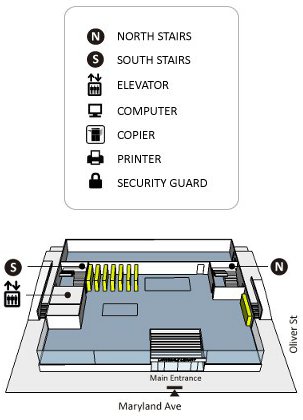 N NORTH STAIRS
S SOUTH STAIRS
ELEVATOR
COMPUTER
COPIER
PRINTER
SECURITY GUARD
S
N
Oliver St
Main Entrance
Maryland Ave